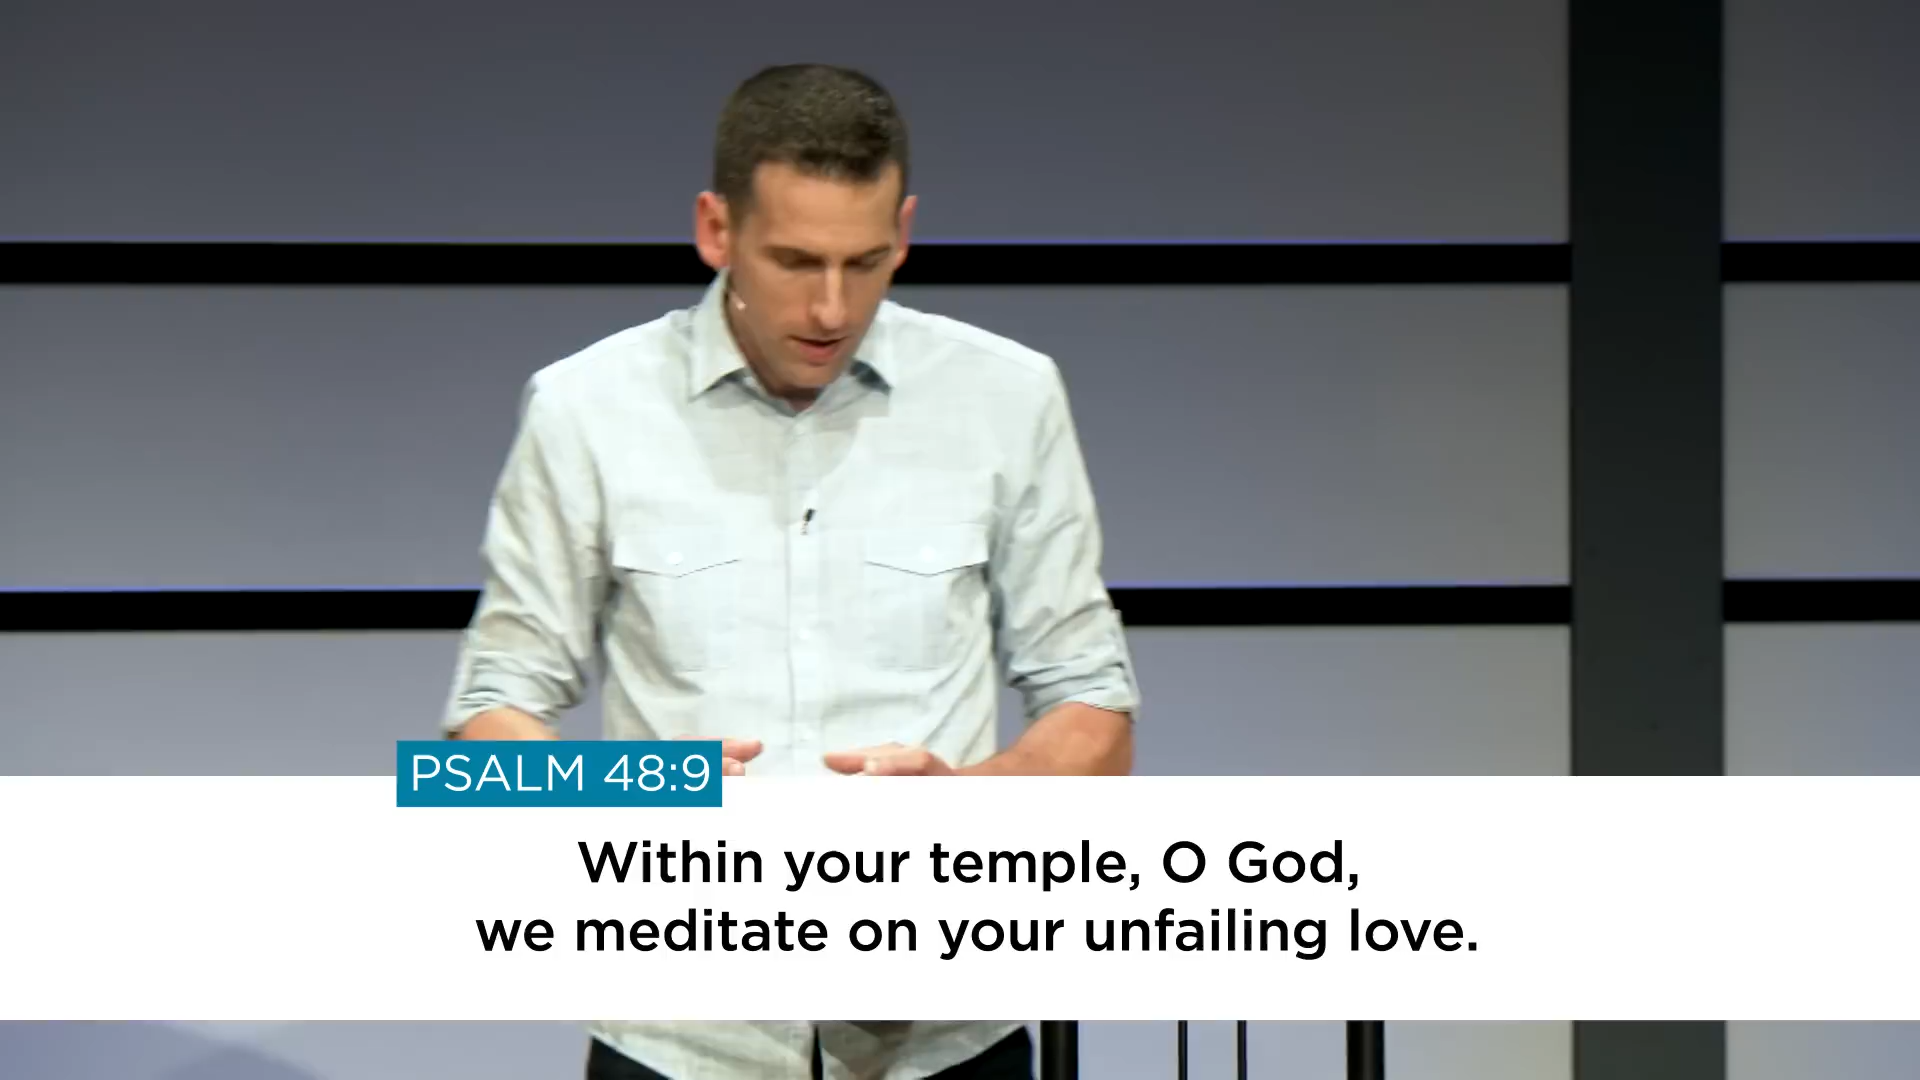 PSALM 48:9
Within your temple, O God,
we meditate on your unfailing love.